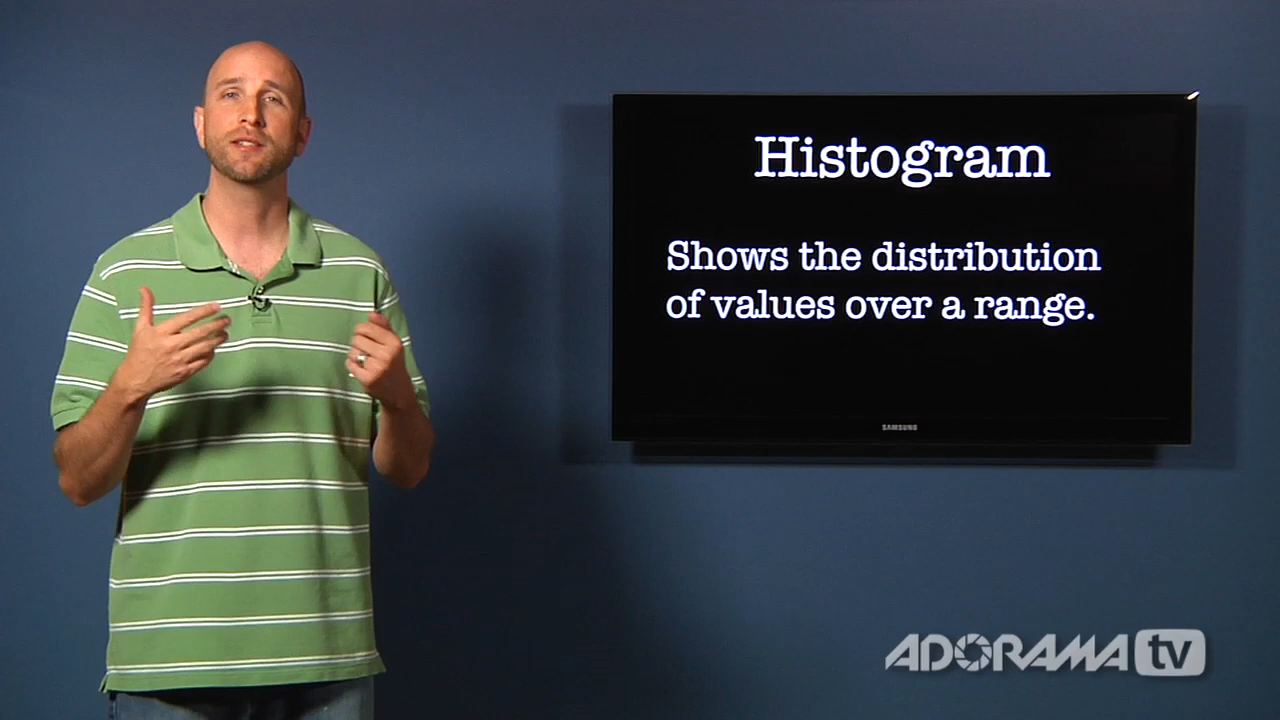 Histogram
Shows the distribution
of values over a range.
SAMSUNG
ADORAMA tv